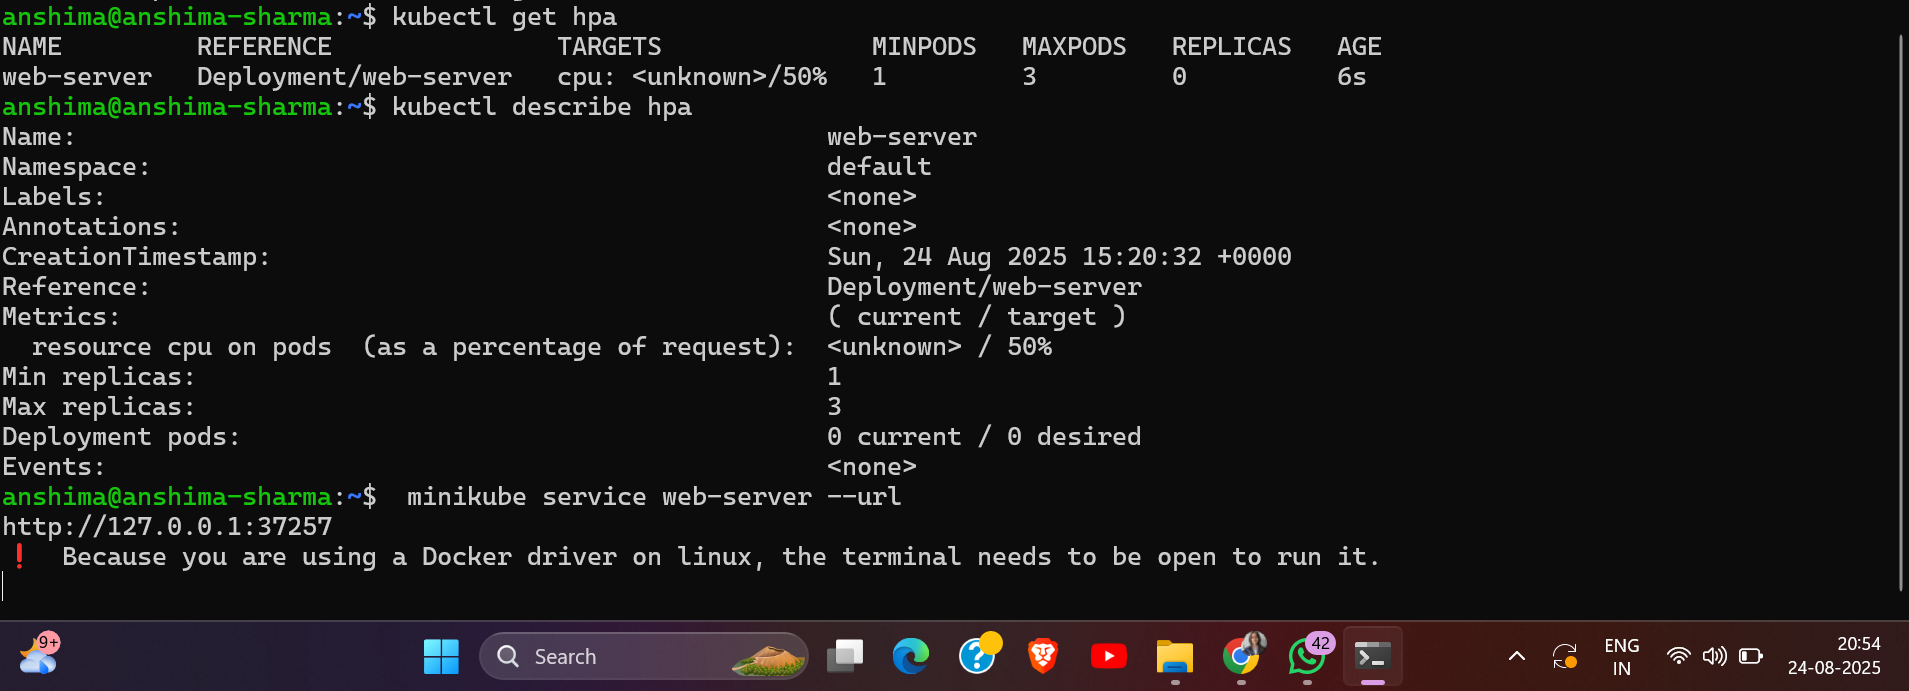 anshima@anshima-sharma:~$ kubectl get hpa
NAME         REFERENCE               TARGETS              MINPODS   MAXPODS   REPLICAS   AGE
web-server   Deployment/web-server   cpu: <unknown>/50%   1         3         0          6s
anshima@anshima-sharma:~$ kubectl describe hpa
Name:                                                  web-server
Namespace:                                             default
Labels:                                                <none>
Annotations:                                           <none>
CreationTimestamp:                                     Sun, 24 Aug 2025 15:20:32 +0000
Reference:                                             Deployment/web-server
Metrics:                                               ( current / target )
  resource cpu on pods  (as a percentage of request):  <unknown> / 50%
Min replicas:                                          1
Max replicas:                                          3
Deployment pods:                                       0 current / 0 desired
Events:                                                <none>
anshima@anshima-sharma:~$  minikube service web-server --url
http://127.0.0.1:37257
❗  Because you are using a Docker driver on linux, the terminal needs to be open to run it.
9+
Search
42
ENG
IN
20:54
24-08-2025